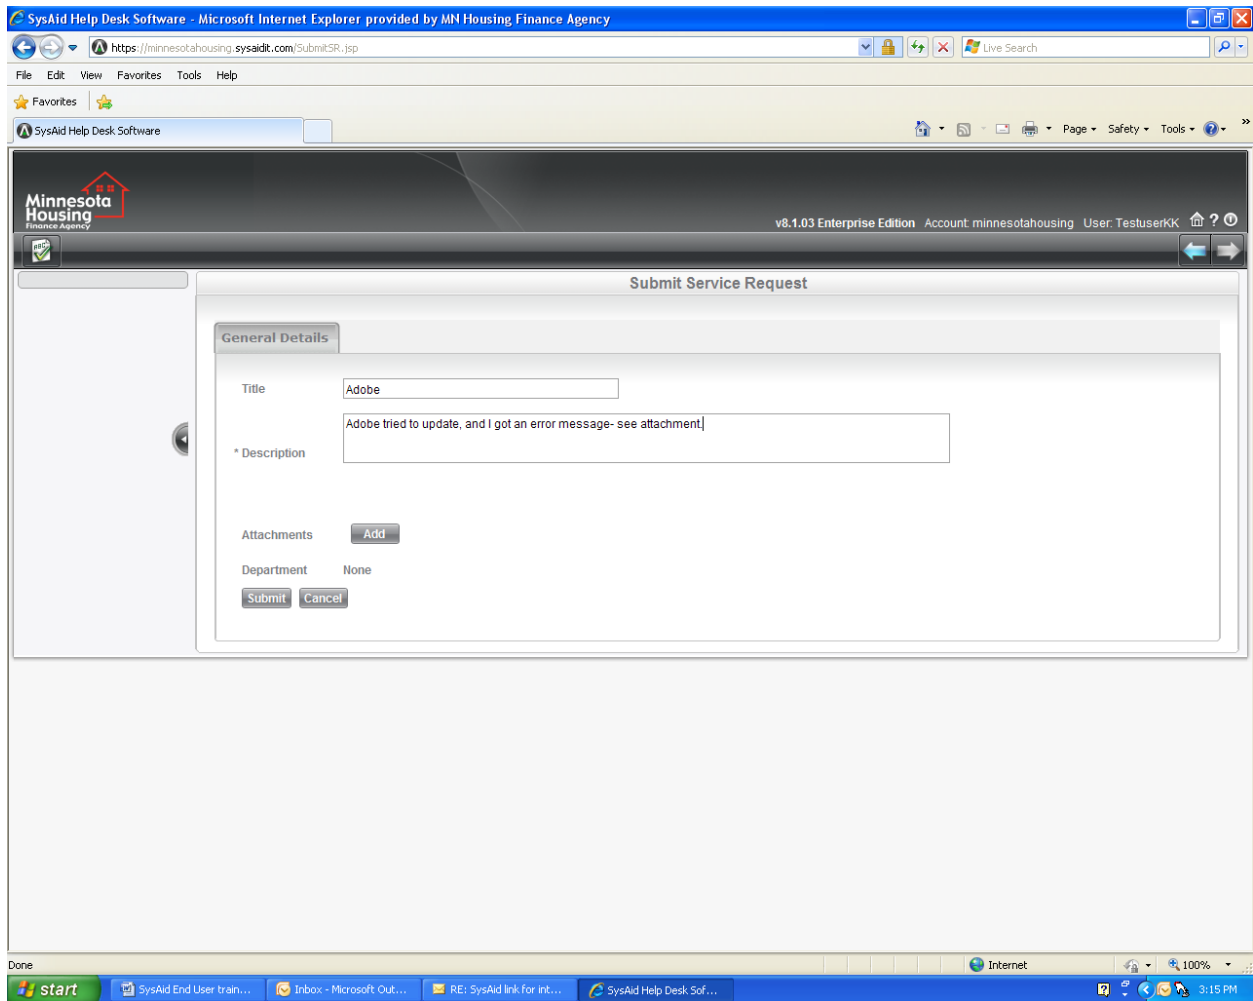 SysAid Help Desk Software - Microsoft Internet Explorer provided by MN Housing Finance Agency
https://minnesotahousing.sysaidit.com/SubmitSR.jsp
Live Search
File Edit View Favorites Tools Help
Favorites
SysAid Help Desk Software
Page Safety Tools
Minnesota
Housing
Finance Agency
v8.1.03 Enterprise Edition Account: minnesotahousing User: TestuserKK
ABC
Submit Service Request
General Details
Title Adobe
Adobe tried to update, and I got an error message- see attachment.
* Description
Attachments Add
Department None
Submit Cancel
Done
Internet
100%
start
SysAid End User train...
Inbox - Microsoft Out...
RE: SysAid link for int...
SysAid Help Desk Sof...
3:15 PM